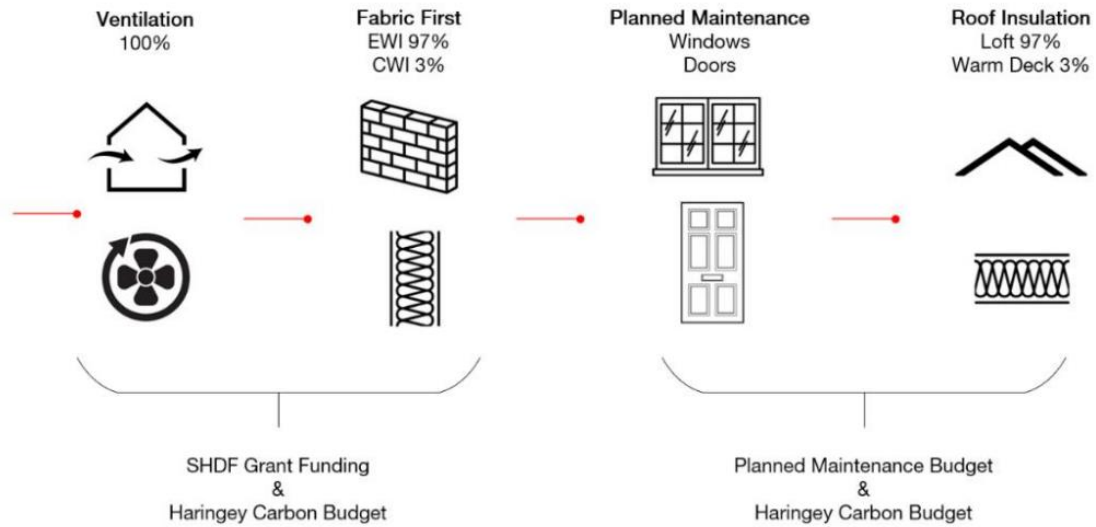 Ventilation
100%
Fabric First
EWI 97%
CWI 3%
Planned Maintenance
Windows
Doors
Roof Insulation
Loft 97%
Warm Deck 3%
SHDF Grant Funding
&
Haringey Carbon Budget
Planned Maintenance Budget
&
Haringey Carbon Budget